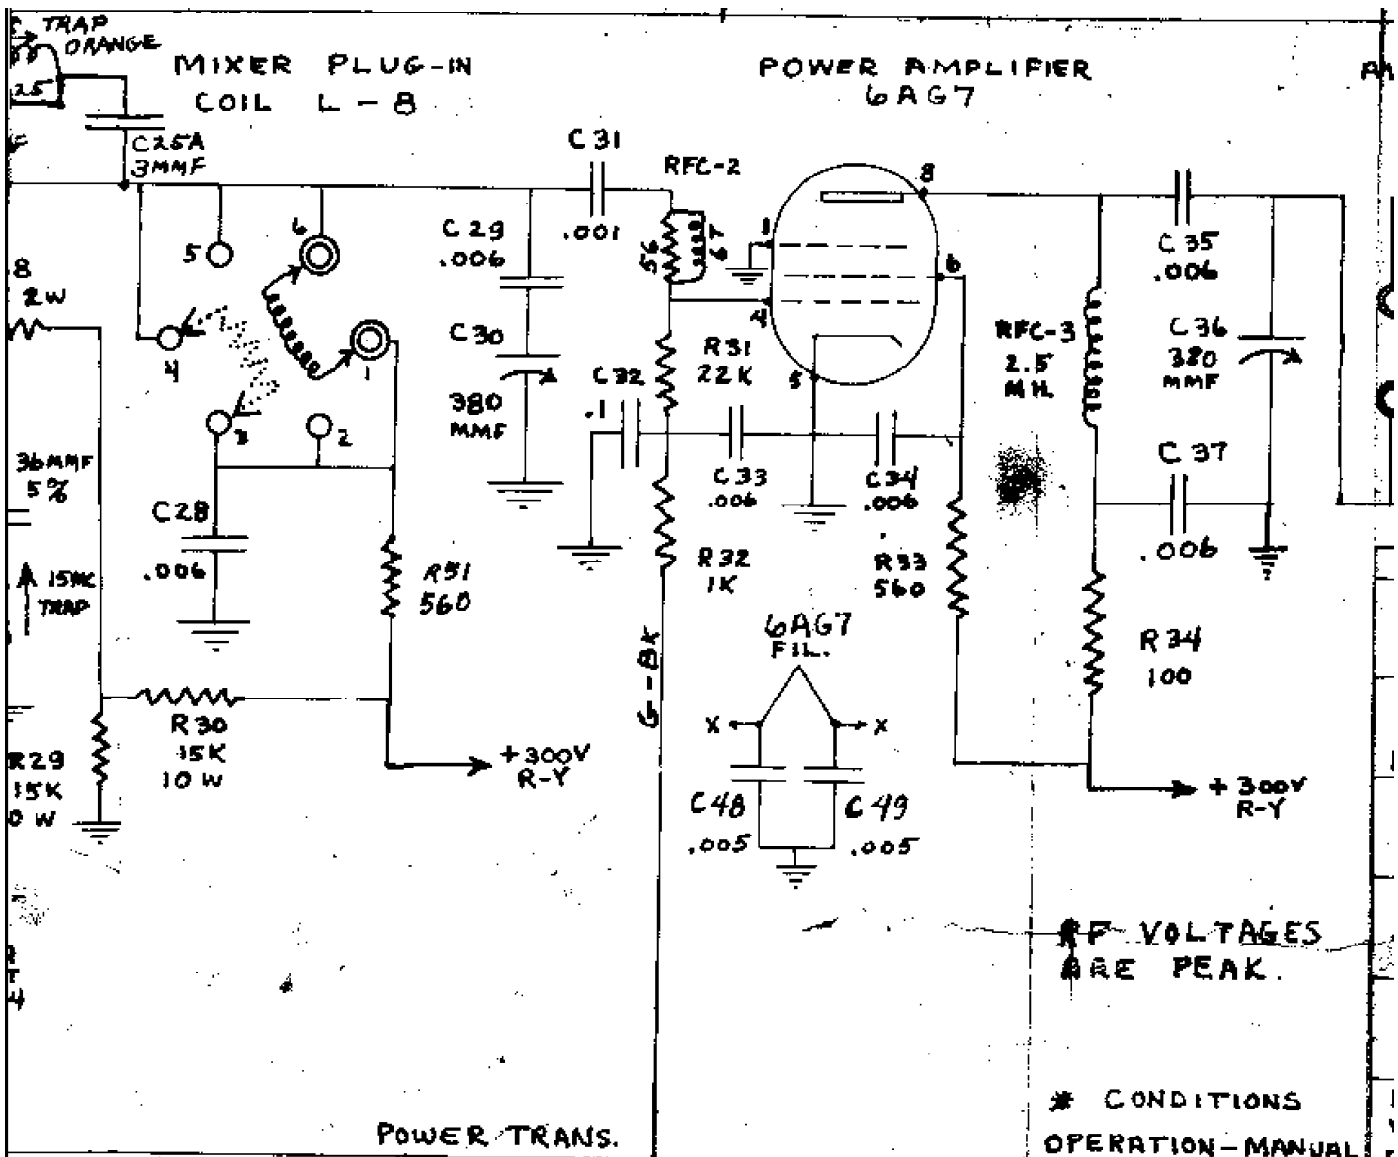 TRAP
ORANGE
25
MIXER PLUG-IN
COIL L-8
POWER AMPLIFIER
6AG7
C25A
3MMF
C31
.001
RFC-2
56
67
8
1
6
4
5
C29
.006
C30
380
MMF
5
6
4
1
3
2
8
2W
36MMF
5%
15MC
TRAP
C28
.006
R51
560
C32
.1
R31
22K
C33
.006
C34
.006
R32
1K
R33
560
RFC-3
2.5
MH.
C35
.006
C36
380
MMF
C37
.006
R34
100
G-BK
6AG7
FIL.
X
X
C48
.005
C49
.005
R30
15K
10W
R29
15K
0W
+300V
R-Y
+300V
R-Y
RF VOLTAGES
ARE PEAK.
POWER TRANS.
* CONDITIONS
OPERATION-MANUAL